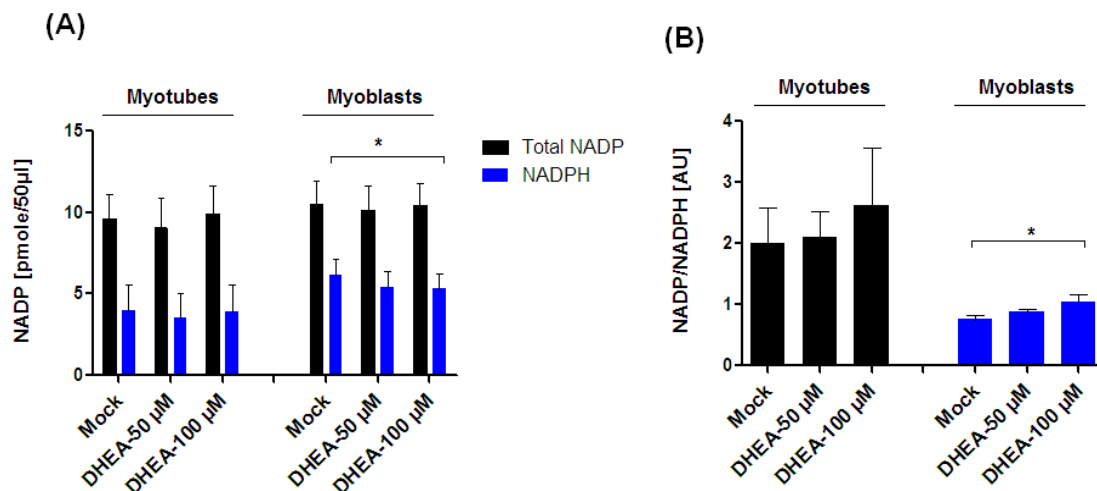 (A)
Myotubes Myoblasts
15
10
5
0
NADP [pmole/50µl]
*
Total NADP
NADPH
Mock
DHEA-50 µM
DHEA-100 µM
Mock
DHEA-50 µM
DHEA-100 µM
(B)
Myotubes Myoblasts
4
3
2
1
0
NADP/NADPH [AU]
*
Mock
DHEA-50 µM
DHEA-100 µM
Mock
DHEA-50 µM
DHEA-100 µM